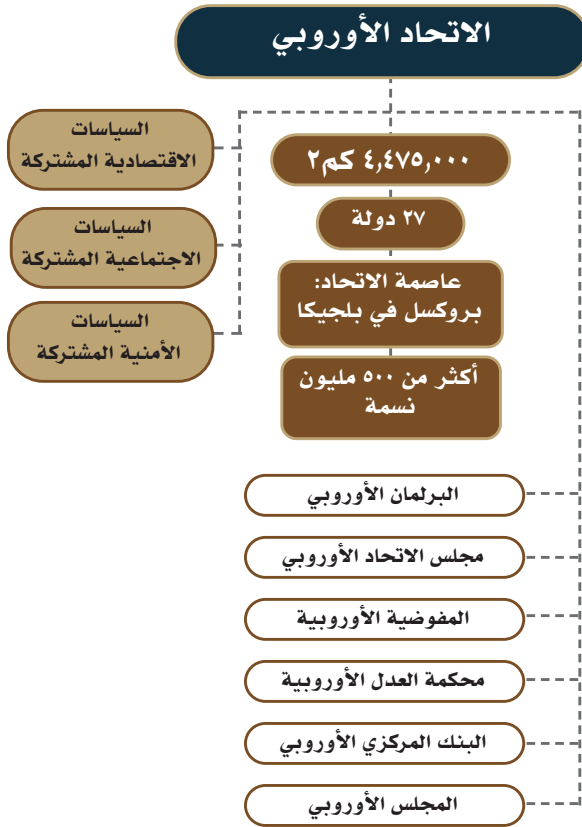 الاتحاد الأوروبي
٤,٤٧٥,٠٠٠ كم٢
٢٧ دولة
عاصمة الاتحاد:
بروكسل في بلجيكا
أكثر من ٥٠٠ مليون
نسمة
السياسات
الاقتصادية المشتركة
السياسات
الاجتماعية المشتركة
السياسات
الأمنية المشتركة
البرلمان الأوروبي
مجلس الاتحاد الأوروبي
المفوضية الأوروبية
محكمة العدل الأوروبية
البنك المركزي الأوروبي
المجلس الأوروبي